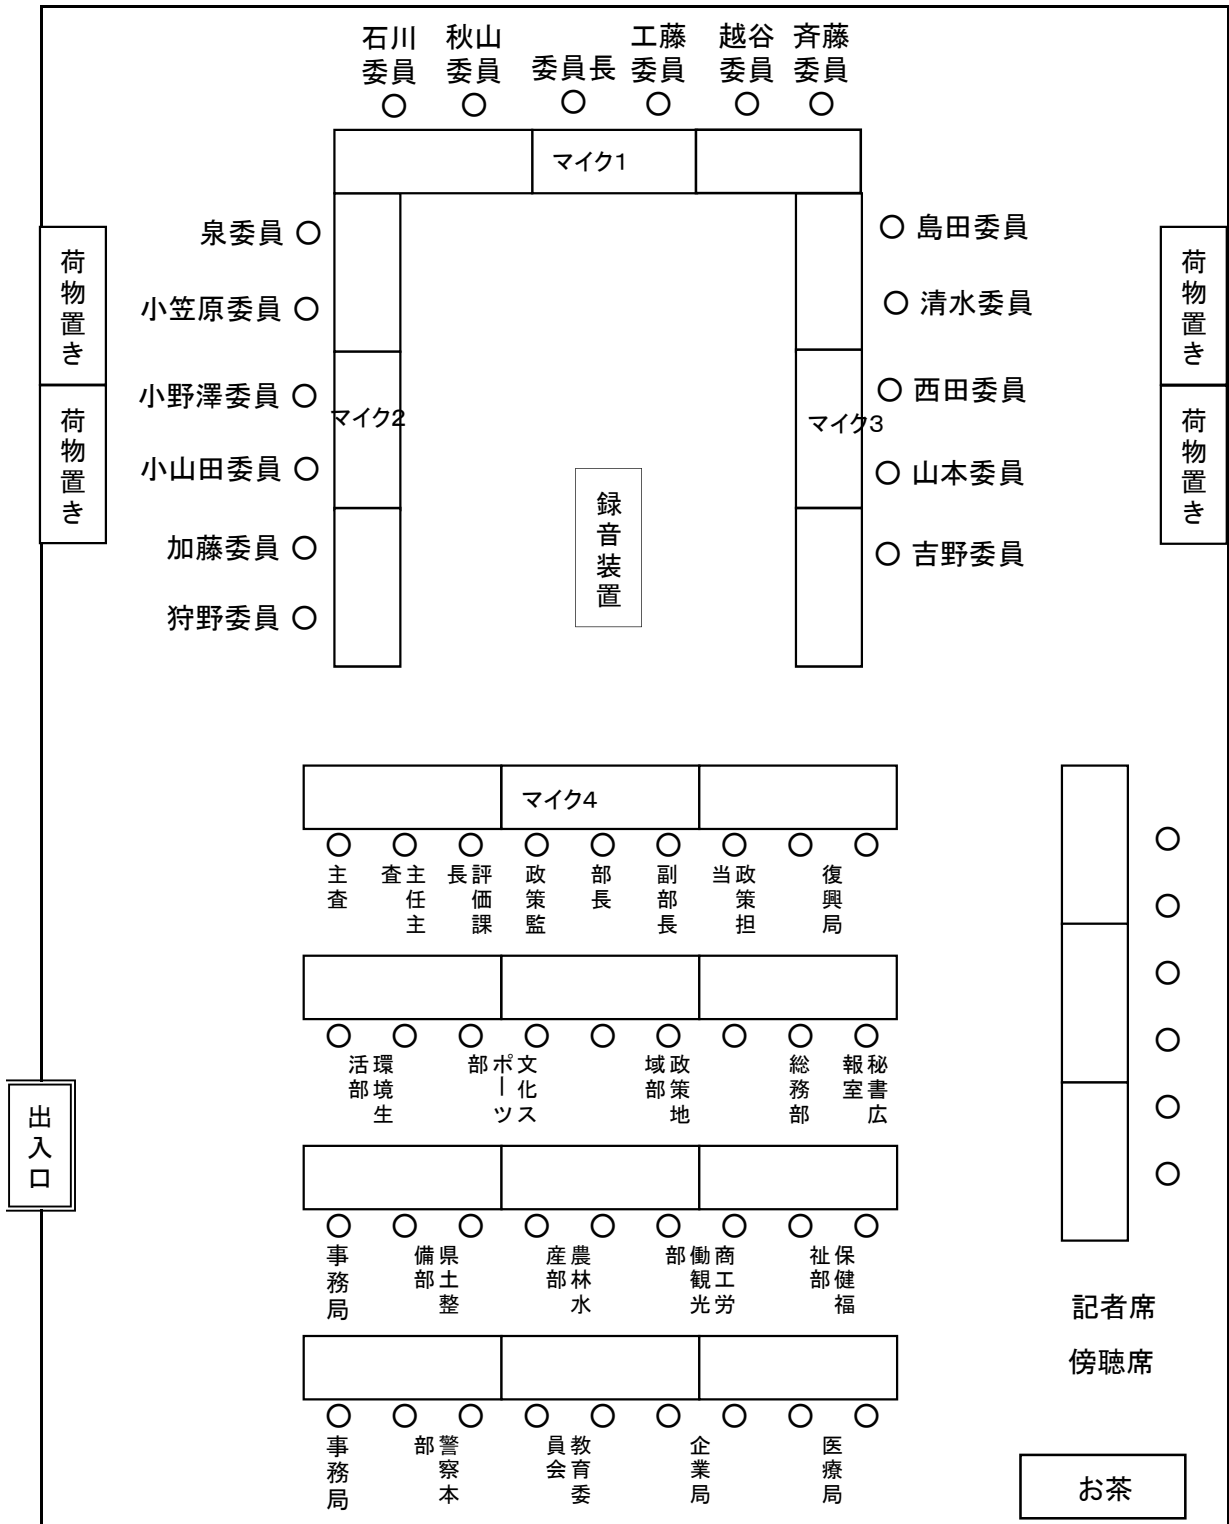 石川委員
秋山委員
委員長
工藤委員
越谷委員
斉藤委員
マイク1
泉委員
島田委員
荷物置き
荷物置き
小笠原委員
清水委員
小野澤委員
西田委員
マイク2
マイク3
荷物置き
荷物置き
小山田委員
山本委員
録音装置
加藤委員
吉野委員
狩野委員
マイク4
主査
主任主査
評価課長
政策監
部長
副部長
政策担当
復興局
環境生活部
文化スポーツ部
政策地域部
総務部
秘書広報室
出入口
事務局
県土整備部
農林水産部
商工労働観光部
保健福祉部
記者席
傍聴席
事務局
警察本部
教育委員会
企業局
医療局
お茶